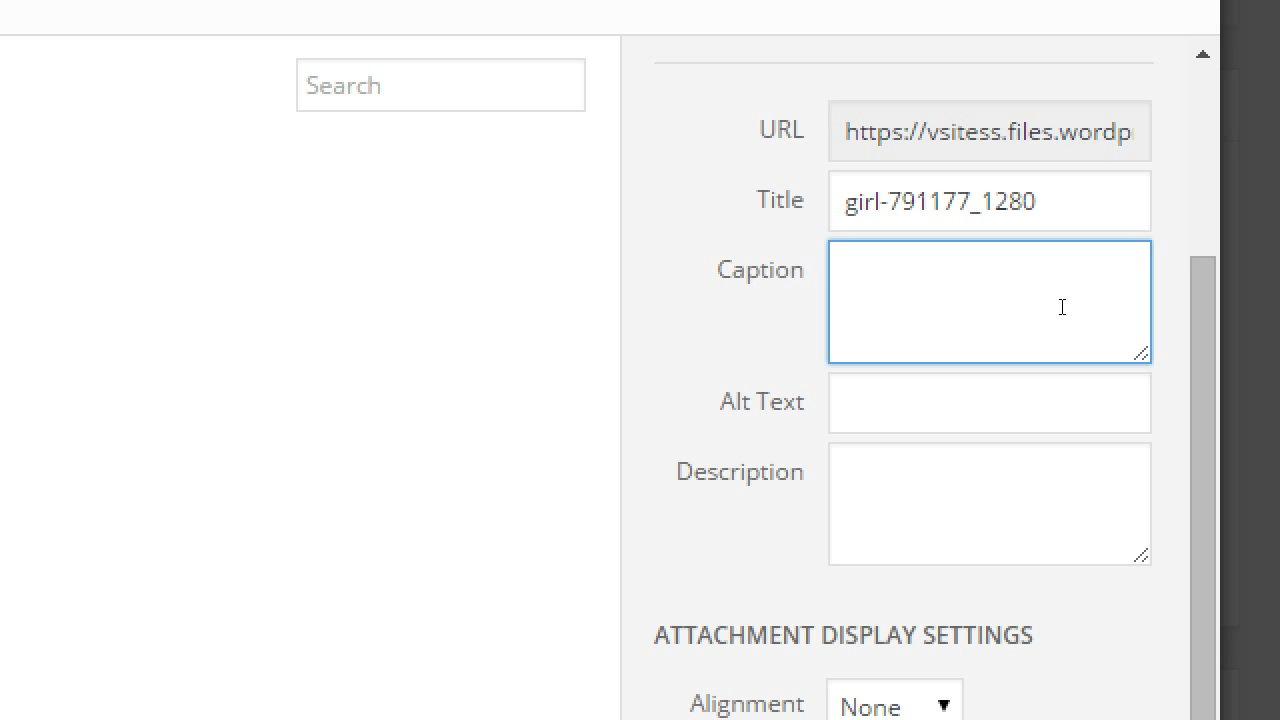 Search
URL
https://vsitess.files.wordp
Title
girl-791177_1280
Caption
Alt Text
Description
ATTACHMENT DISPLAY SETTINGS
Alignment
None